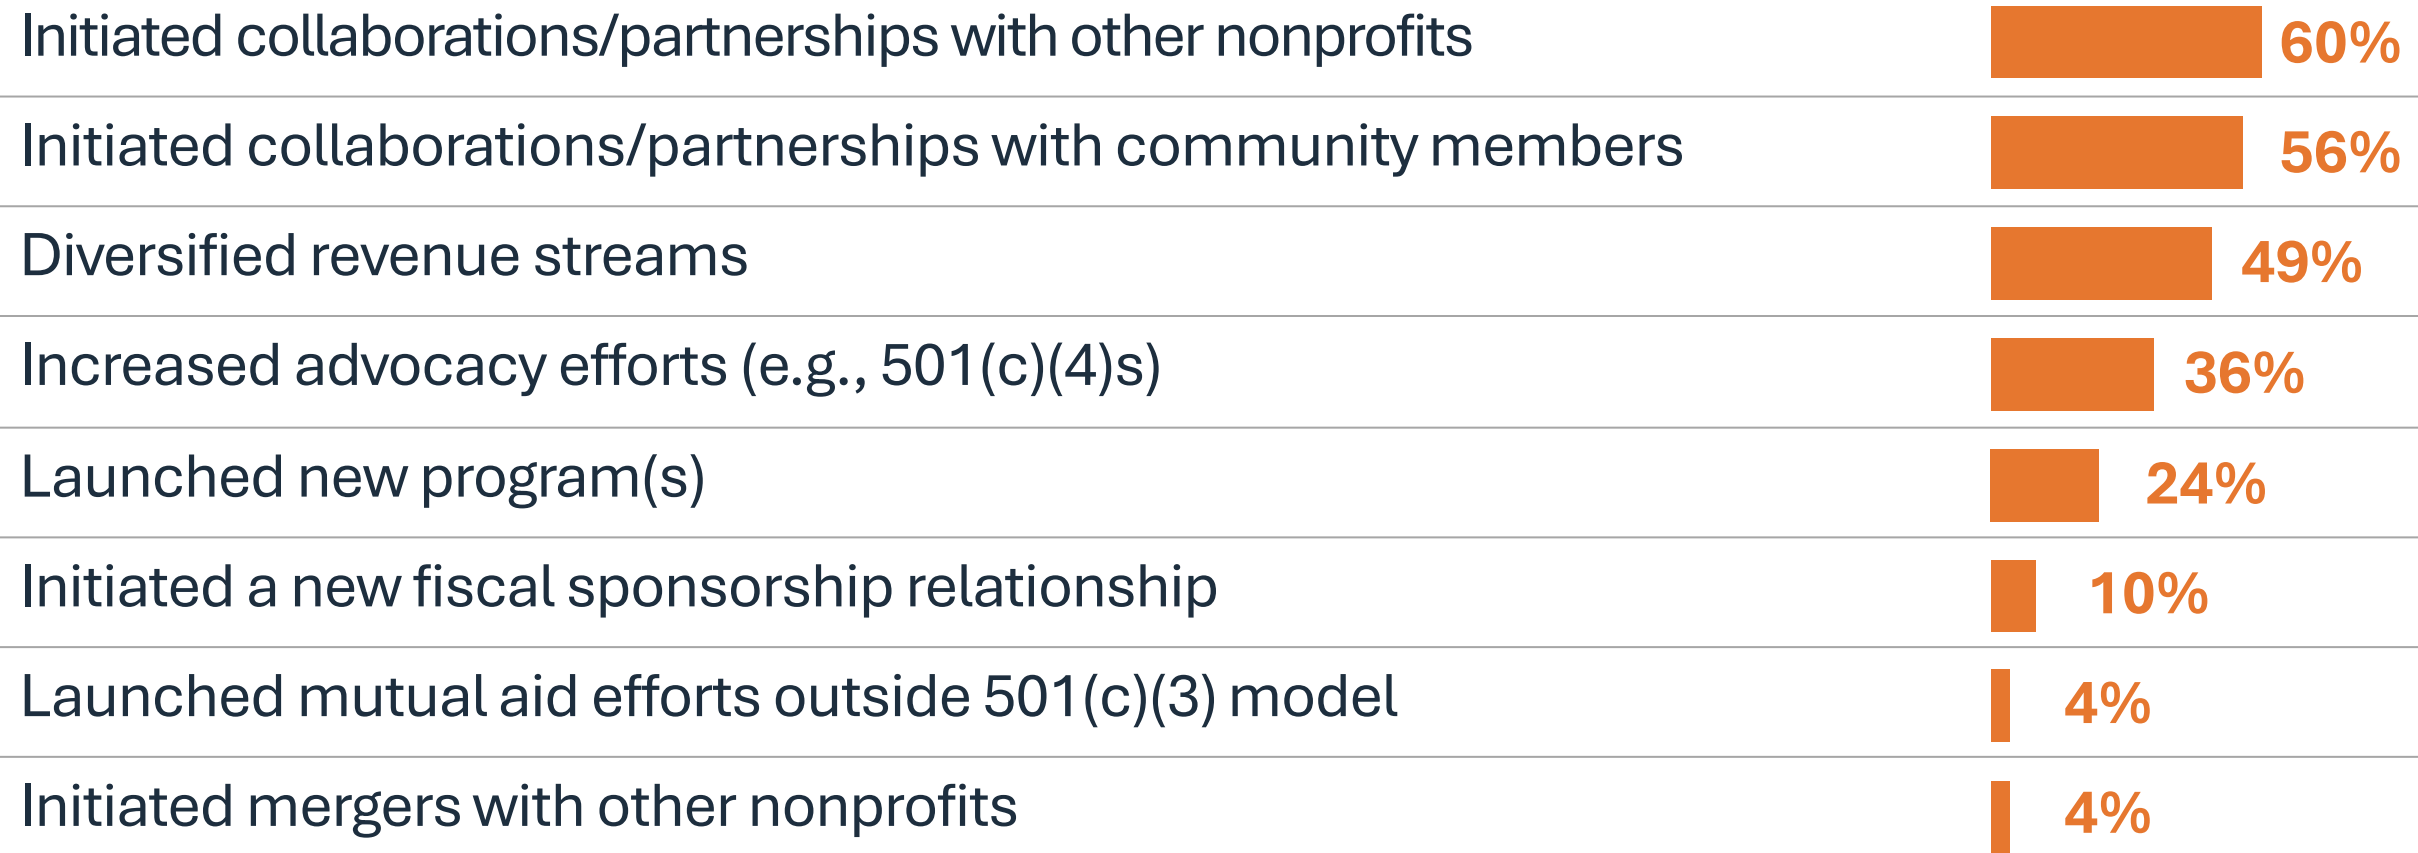 Initiated collaborations/partnerships with other nonprofits 60%
Initiated collaborations/partnerships with community members 56%
Diversified revenue streams 49%
Increased advocacy efforts (e.g., 501(c)(4)s) 36%
Launched new program(s) 24%
Initiated a new fiscal sponsorship relationship 10%
Launched mutual aid efforts outside 501(c)(3) model 4%
Initiated mergers with other nonprofits 4%